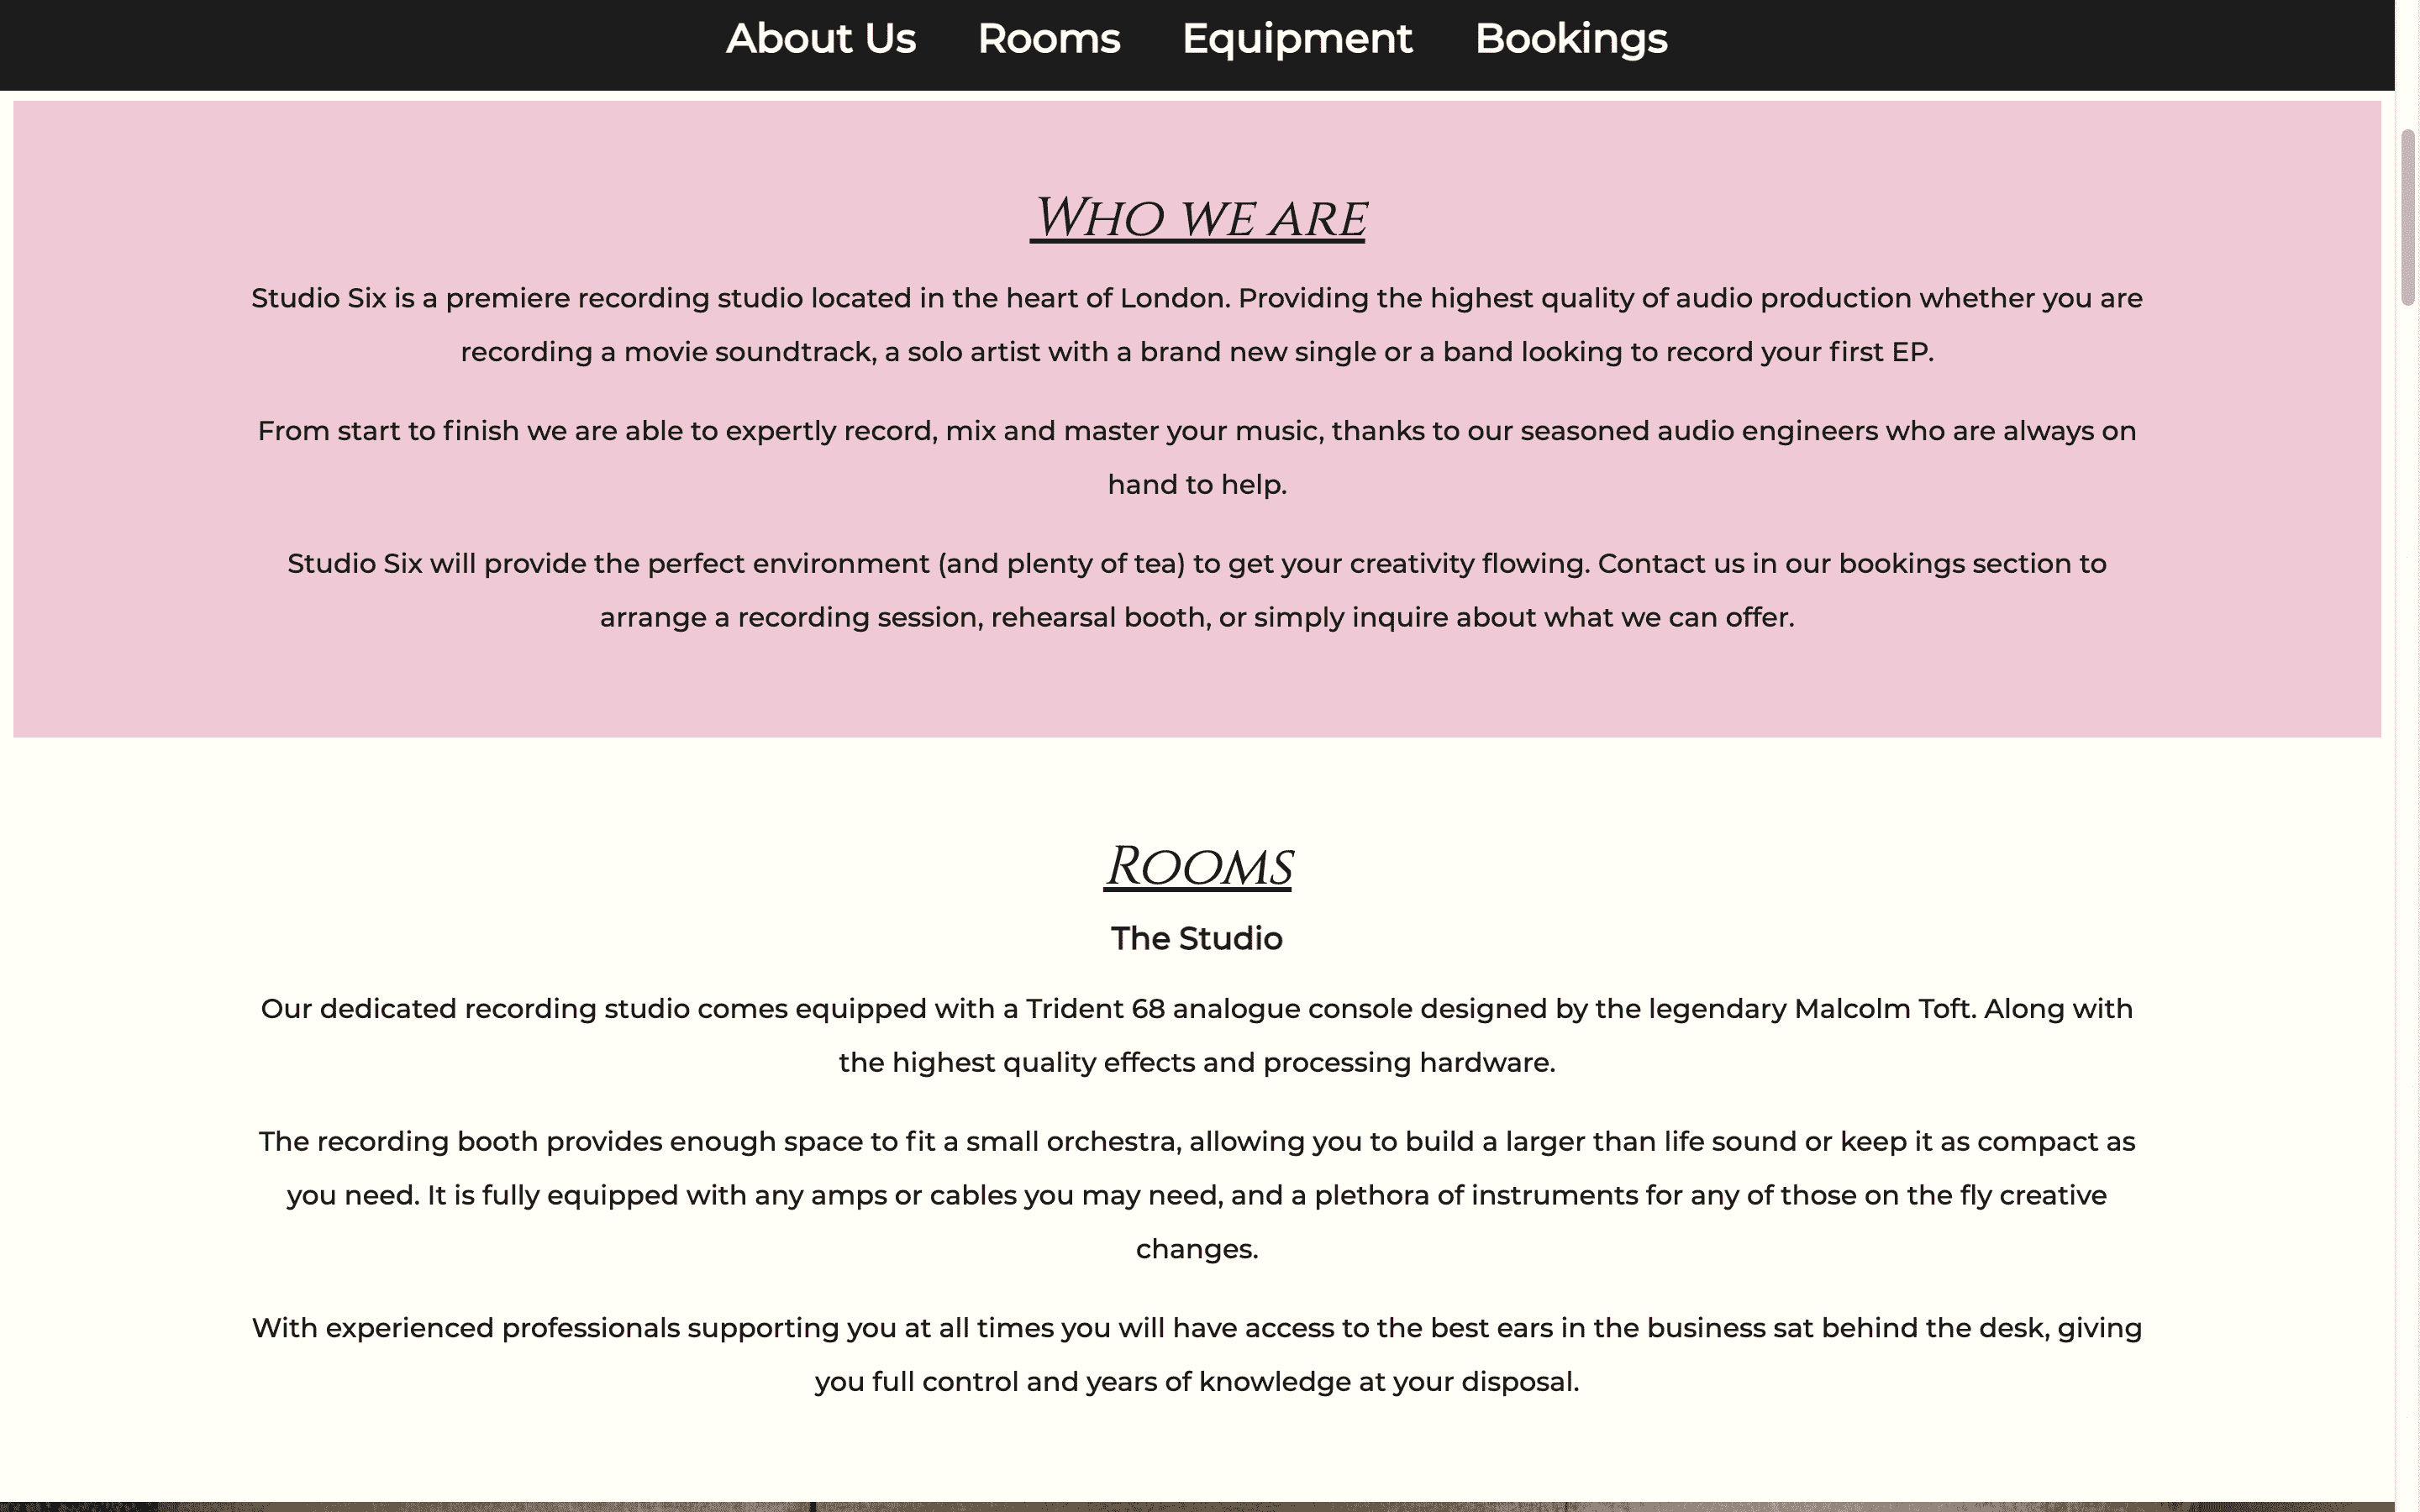 About Us Rooms Equipment Bookings
Who we are
Studio Six is a premiere recording studio located in the heart of London. Providing the highest quality of audio production whether you are
recording a movie soundtrack, a solo artist with a brand new single or a band looking to record your first EP.
From start to finish we are able to expertly record, mix and master your music, thanks to our seasoned audio engineers who are always on
hand to help.
Studio Six will provide the perfect environment (and plenty of tea) to get your creativity flowing. Contact us in our bookings section to
arrange a recording session, rehearsal booth, or simply inquire about what we can offer.
Rooms
The Studio
Our dedicated recording studio comes equipped with a Trident 68 analogue console designed by the legendary Malcolm Toft. Along with
the highest quality effects and processing hardware.
The recording booth provides enough space to fit a small orchestra, allowing you to build a larger than life sound or keep it as compact as
you need. It is fully equipped with any amps or cables you may need, and a plethora of instruments for any of those on the fly creative
changes.
With experienced professionals supporting you at all times you will have access to the best ears in the business sat behind the desk, giving
you full control and years of knowledge at your disposal.